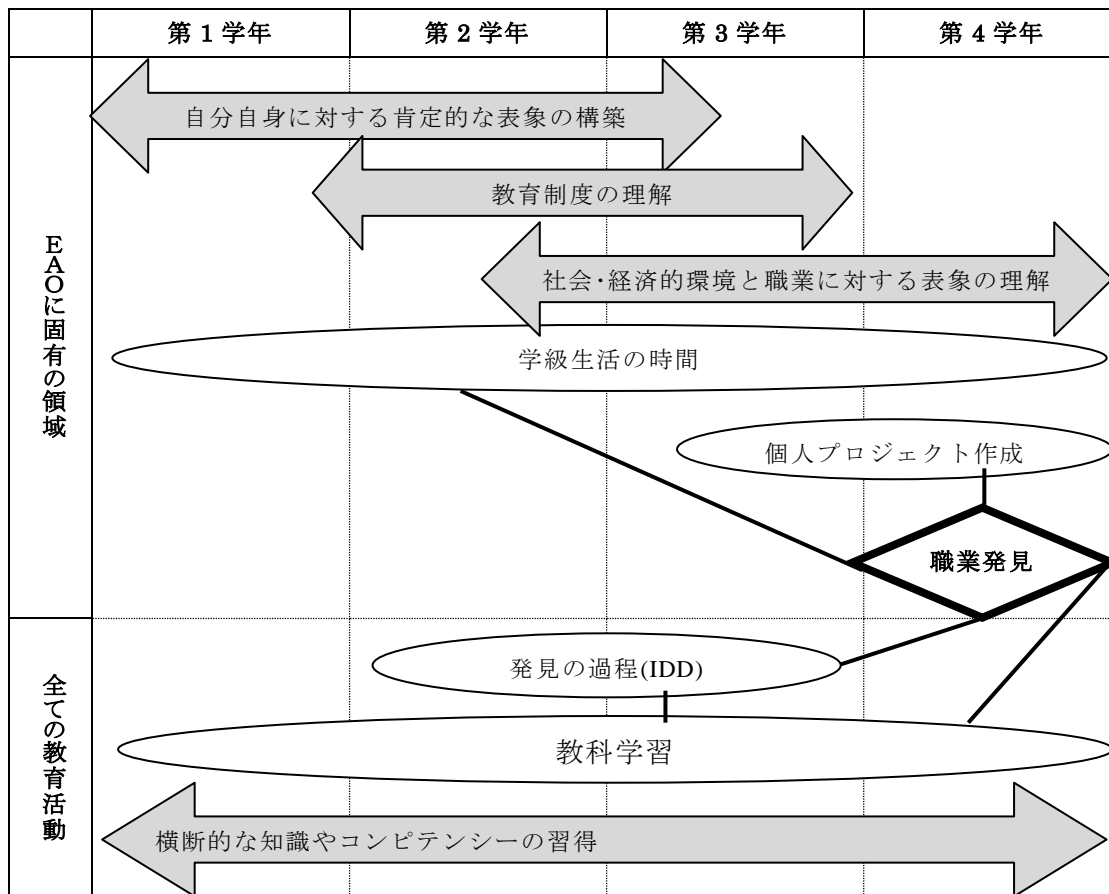 第1学年
第2学年
第3学年
第4学年
EAOに固有の領域
自分自身に対する肯定的な表象の構築
教育制度の理解
社会・経済的環境と職業に対する表象の理解
学級生活の時間
個人プロジェクト作成
職業発見
全ての教育活動
発見の過程(IDD)
教科学習
横断的な知識やコンピテンシーの習得